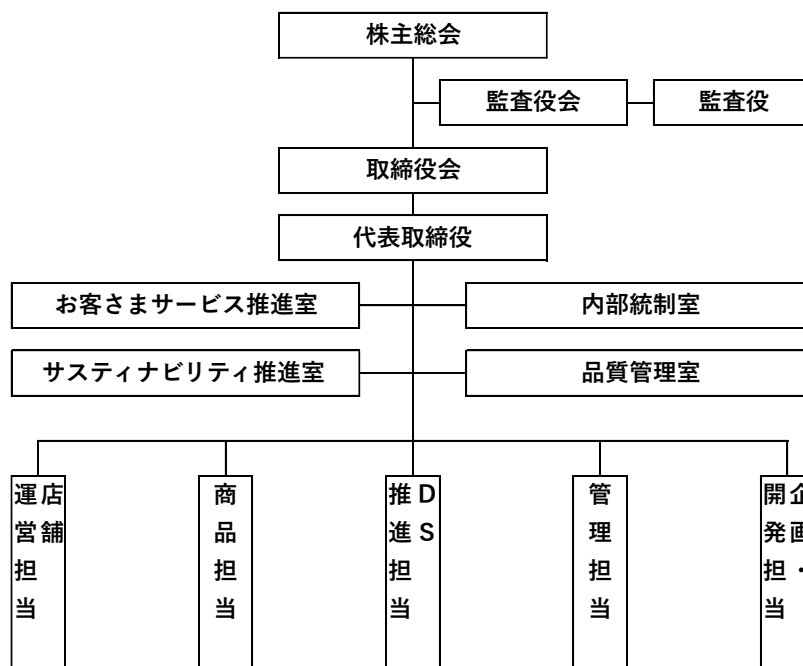 株主総会
監査役会
監査役
取締役会
代表取締役
お客さまサービス推進室
内部統制室
サスティナビリティ推進室
品質管理室
店舗
運営担当
商品担当
DS
推進担当
管理担当
企画・
開発担当